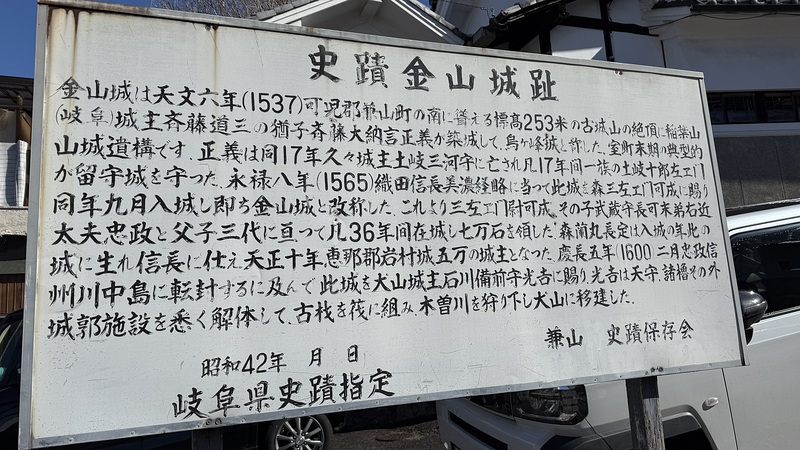 史蹟金山城趾
金山城は天文六年(1537)可児郡兼山町の南に聳える標高253米の古城山の絶頂に稲葉山
(岐阜)城主斉藤道三の猶子斉藤大納言正義が築城して、烏ヶ峰城と称した。室町末期の典型的
山城遺構です。正義は同17年久々城主土岐三河守に亡され凡17年間一族の土岐十郎左ヱ門
が留守城を守った。永禄八年(1565)織田信長美濃経略に当って此城を森三左ヱ門可成に賜り
同年九月入城し即ち金山城と改称した。これより三左ヱ門尉可成、その子武蔵守長可末弟右近
太夫忠政と父子三代に亘って凡36年間在城し七万石を領した。森蘭丸長定は入城の年此の
城に生れ信長に仕え天正十年恵那郡岩村城五万の城主となった。慶長五年(1600)二月忠政信
州川中島に転封するに及んで此城を犬山城主石川備前守光吉に賜り、光吉は天守、諸櫓その外
城郭施設を悉く解体して、古材を筏に組み、木曽川を狩り下し犬山に移建した。
兼山 史蹟保存会
昭和42年 月 日
岐阜県史蹟指定